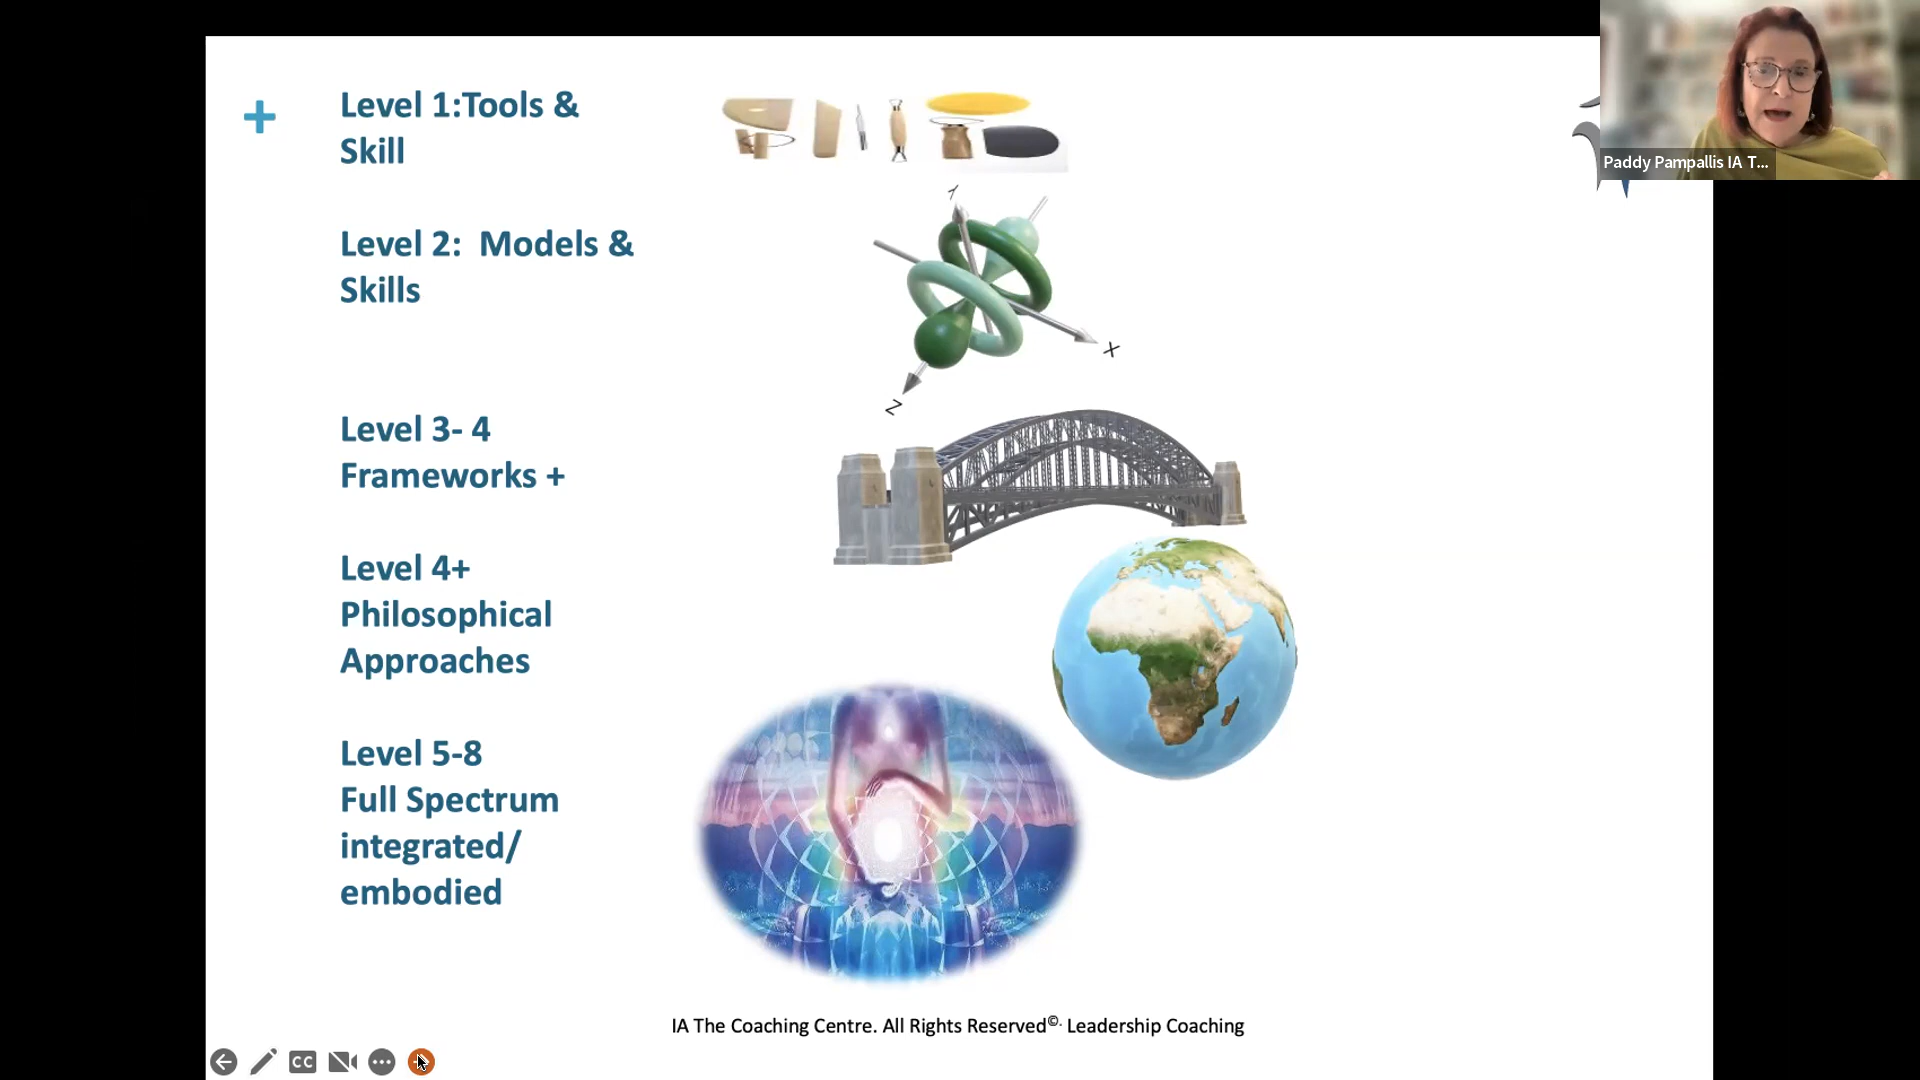 Level 1:Tools &
Skill
Level 2:  Models &
Skills
Level 3- 4
Frameworks +
Level 4+
Philosophical
Approaches
Level 5-8
Full Spectrum
integrated/
embodied
Y
X
Z
Paddy Pampallis IA T...
IA The Coaching Centre. All Rights Reserved©. Leadership Coaching
CC